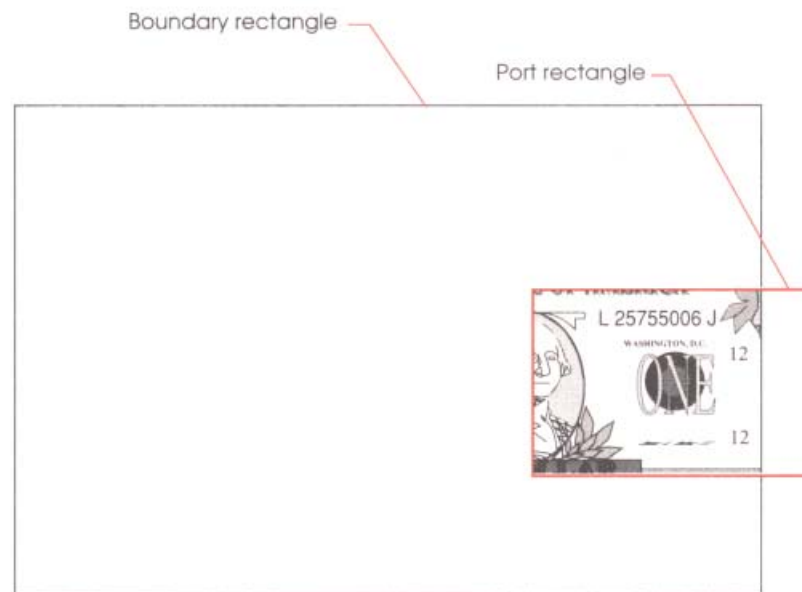 Boundary rectangle
Port rectangle
L 25755006 J
WASHINGTON, D.C.
12
ONE
12